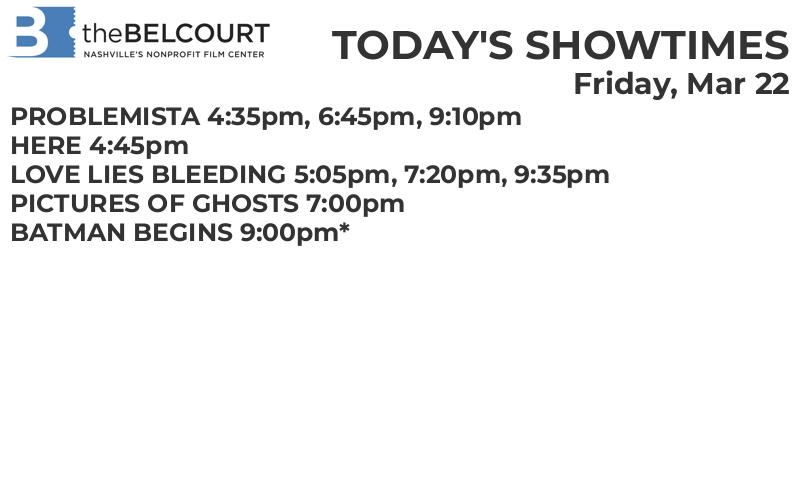 B theBELCOURT
NASHVILLE'S NONPROFIT FILM CENTER
TODAY'S SHOWTIMES
Friday, Mar 22
PROBLEMISTA 4:35pm, 6:45pm, 9:10pm
HERE 4:45pm
LOVE LIES BLEEDING 5:05pm, 7:20pm, 9:35pm
PICTURES OF GHOSTS 7:00pm
BATMAN BEGINS 9:00pm*